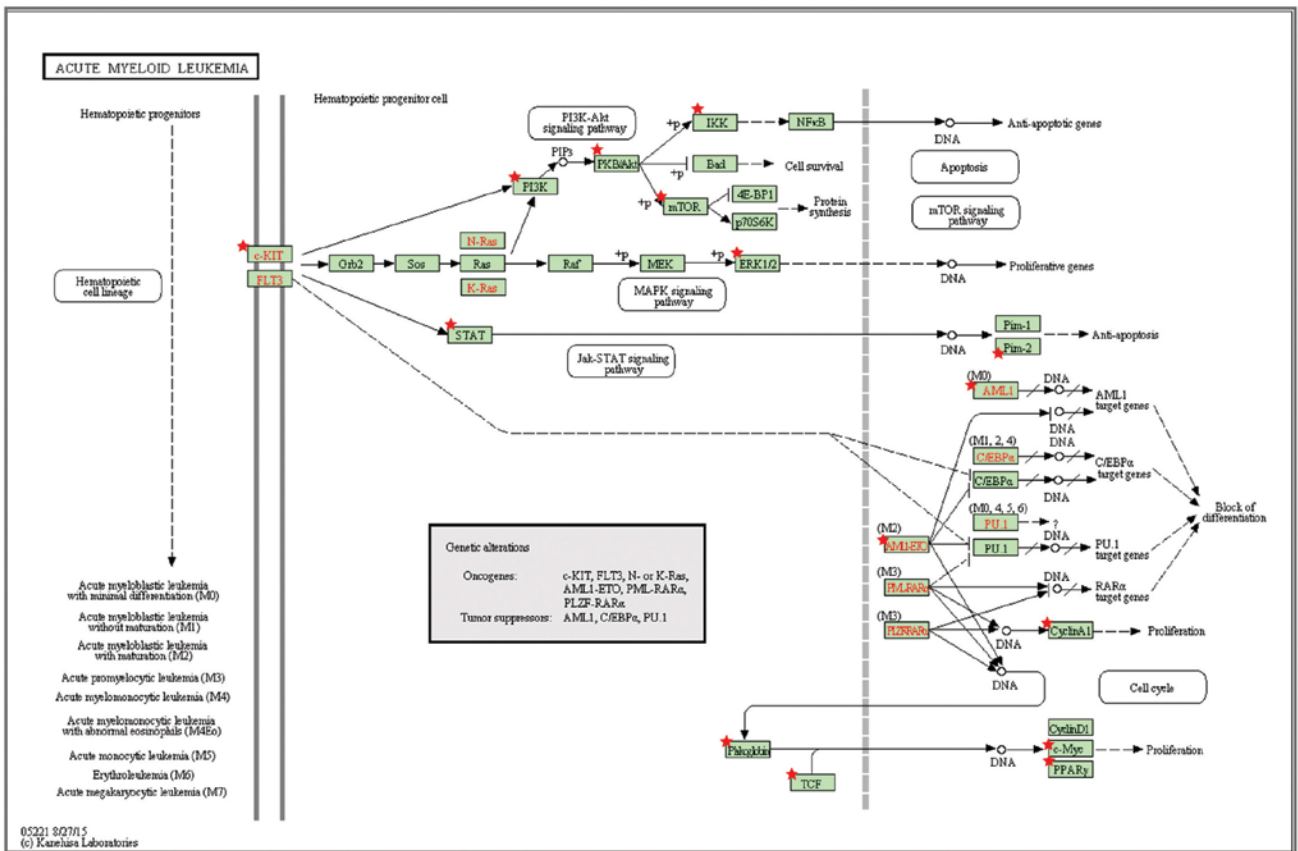 ACUTE MYELOID LEUKEMIA
Hematopoietic progenitors
Hematopoietic progenitor cell
PI3K-Akt
signaling pathway
+p
IKK
NFκB
DNA
Anti-apoptotic genes
PIP3
PKB/Akt
Bad
+p
Cell survival
Apoptosis
PI3K
+p
mTOR
4E-BP1
p70S6K
Protein
synthesis
mTOR signaling
pathway
c-KIT
FLT3
Grb2
Sos
N-Ras
Ras
K-Ras
Raf
+p
MEK
+p
ERK1/2
DNA
Proliferative genes
Hematopoietic
cell lineage
MAPK signaling
pathway
STAT
Jak-STAT signaling
pathway
DNA
Pim-1
Pim-2
Anti-apoptosis
(M0)
AML1
DNA
AML1
target genes
DNA
(M1, 2, 4)
DNA
C/EBPα
C/EBPα
C/EBPα
target genes
DNA
(M0, 4, 5, 6)
PU.1
?
DNA
PU.1
PU.1
target genes
Block of
differentiation
(M2)
AML1-ETO
(M3)
PML-RARα
DNA
RARα
target genes
(M3)
PLZF-RARα
DNA
CyclinA1
Proliferation
DNA
Cell cycle
Genetic alterations
Oncogenes: c-KIT, FLT3, N- or K-Ras,
AML1-ETO, PML-RARα,
PLZF-RARα
Tumor suppressors: AML1, C/EBPα, PU.1
Acute myeloblastic leukemia
with minimal differentiation (M0)
Acute myeloblastic leukemia
without maturation (M1)
Acute myeloblastic leukemia
with maturation (M2)
Acute promyelocytic leukemia (M3)
Acute myelomonocytic leukemia (M4)
Acute myelomonocytic leukemia
with abnormal eosinophils (M4Eo)
Acute monocytic leukemia (M5)
Erythroleukemia (M6)
Acute megakaryocytic leukemia (M7)
Plakoglobin
TCF
DNA
CyclinD1
c-Myc
PPARγ
Proliferation
05221 8/27/15
(c) Kanehisa Laboratories